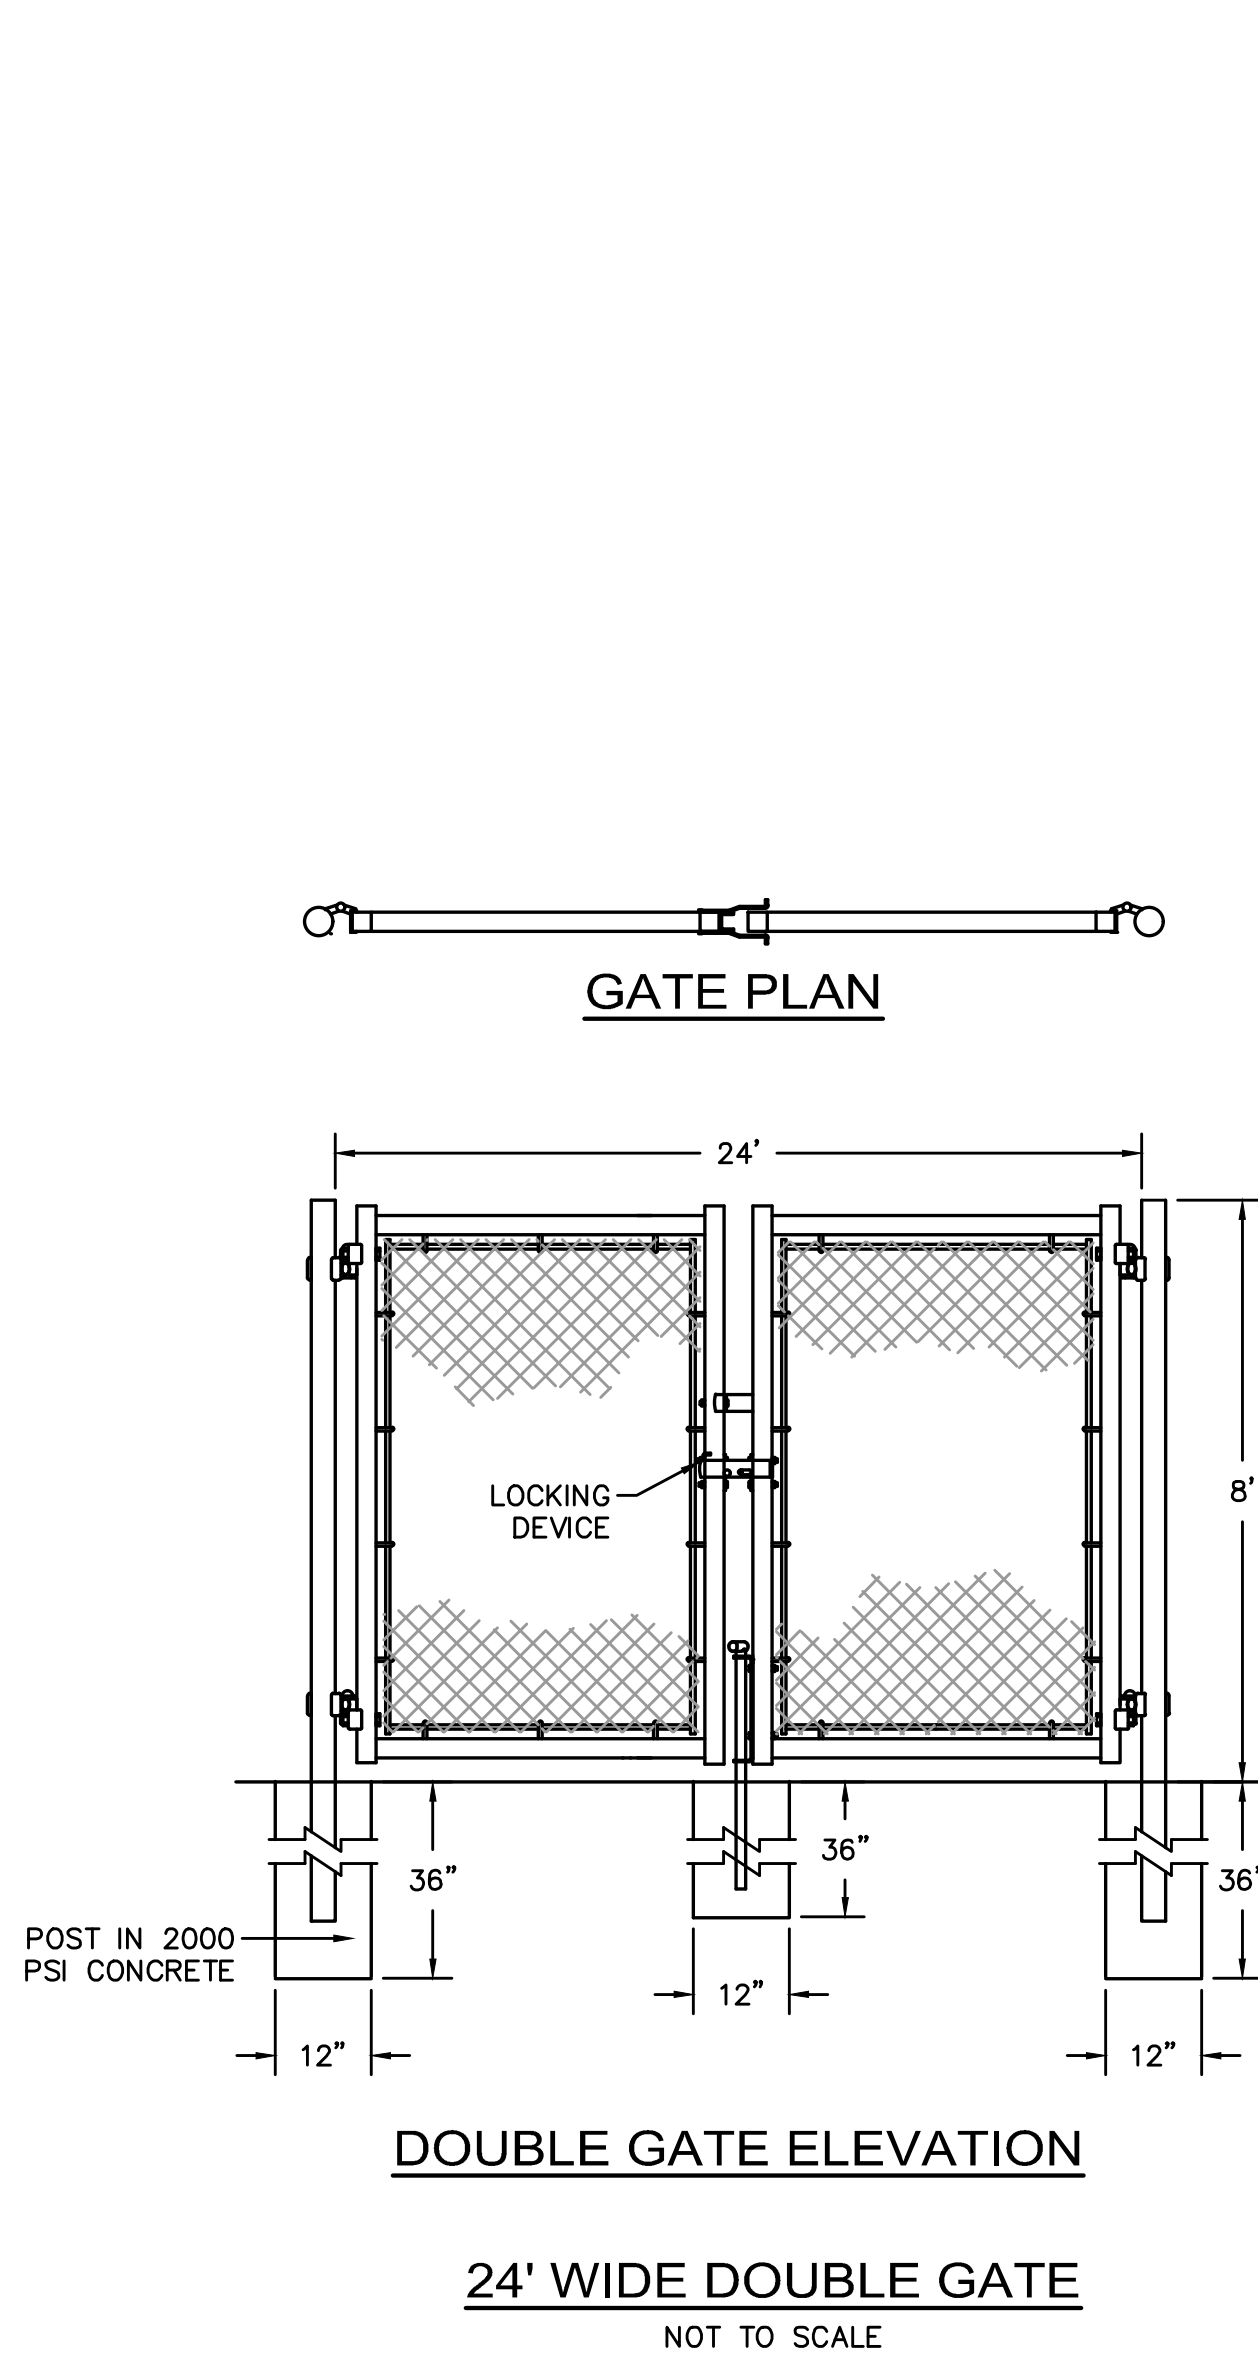 GATE PLAN
24’
8’
LOCKING
DEVICE
36”
36”
36”
POST IN 2000
PSI CONCRETE
12”
12”
12”
DOUBLE GATE ELEVATION
24' WIDE DOUBLE GATE
NOT TO SCALE